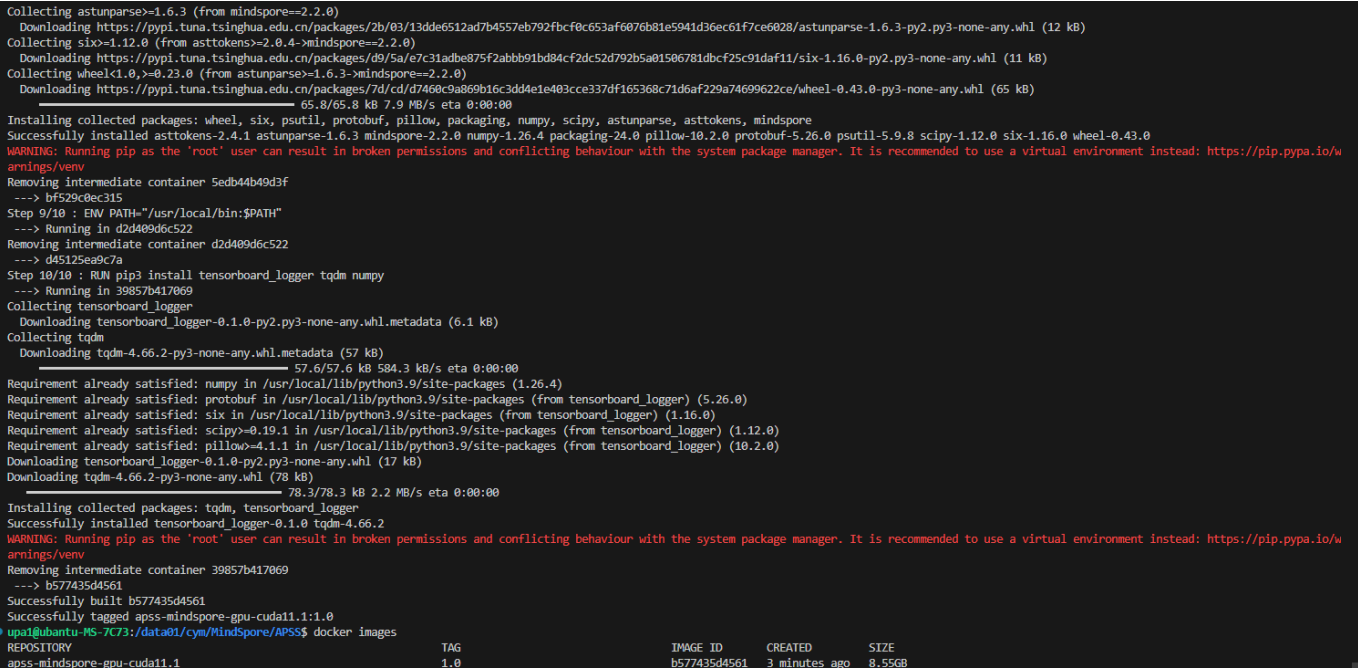 Collecting astunparse>=1.6.3 (from mindspore==2.2.0)
Downloading https://pypi.tuna.tsinghua.edu.cn/packages/2b/03/13dde6512ad7b4557eb792fbcf0c653af6076b81e5941d36ec61f7ce6028/astunparse-1.6.3-py2.py3-none-any.whl (12 kB)
Collecting six>=1.12.0 (from asttokens>=2.0.4->mindspore==2.2.0)
Downloading https://pypi.tuna.tsinghua.edu.cn/packages/d9/5a/e7c31adbe875f2abbb91bd84cf2dc52d792b5a01506781dbcf25c91daf11/six-1.16.0-py2.py3-none-any.whl (11 kB)
Collecting wheel<1.0,>=0.23.0 (from astunparse>=1.6.3->mindspore==2.2.0)
Downloading https://pypi.tuna.tsinghua.edu.cn/packages/7d/cd/d7460c9a869b16c3dd4e1e403cce337df165368c71d6af229a74699622ce/wheel-0.43.0-py3-none-any.whl (65 kB)
65.8/65.8 kB 7.9 MB/s eta 0:00:00
Installing collected packages: wheel, six, psutil, protobuf, pillow, packaging, numpy, scipy, astunparse, asttokens, mindspore
Successfully installed asttokens-2.4.1 astunparse-1.6.3 mindspore-2.2.0 numpy-1.26.4 packaging-24.0 pillow-10.2.0 protobuf-5.26.0 psutil-5.9.8 scipy-1.12.0 six-1.16.0 wheel-0.43.0
WARNING: Running pip as the 'root' user can result in broken permissions and conflicting behaviour with the system package manager. It is recommended to use a virtual environment instead: https://pip.pypa.io/w
arnings/venv
Removing intermediate container 5edb44b49d3f
---> bf529c0ec315
Step 9/10 : ENV PATH="/usr/local/bin:$PATH"
---> Running in d2d409d6c522
Removing intermediate container d2d409d6c522
---> d45125ea9c7a
Step 10/10 : RUN pip3 install tensorboard_logger tqdm numpy
---> Running in 39857b417069
Collecting tensorboard_logger
Downloading tensorboard_logger-0.1.0-py2.py3-none-any.whl.metadata (6.1 kB)
Collecting tqdm
Downloading tqdm-4.66.2-py3-none-any.whl.metadata (57 kB)
57.6/57.6 kB 584.3 kB/s eta 0:00:00
Requirement already satisfied: numpy in /usr/local/lib/python3.9/site-packages (1.26.4)
Requirement already satisfied: protobuf in /usr/local/lib/python3.9/site-packages (from tensorboard_logger) (5.26.0)
Requirement already satisfied: six in /usr/local/lib/python3.9/site-packages (from tensorboard_logger) (1.16.0)
Requirement already satisfied: scipy>=0.19.1 in /usr/local/lib/python3.9/site-packages (from tensorboard_logger) (1.12.0)
Requirement already satisfied: pillow>=4.1.1 in /usr/local/lib/python3.9/site-packages (from tensorboard_logger) (10.2.0)
Downloading tensorboard_logger-0.1.0-py2.py3-none-any.whl (17 kB)
Downloading tqdm-4.66.2-py3-none-any.whl (78 kB)
78.3/78.3 kB 2.2 MB/s eta 0:00:00
Installing collected packages: tqdm, tensorboard_logger
Successfully installed tensorboard_logger-0.1.0 tqdm-4.66.2
WARNING: Running pip as the 'root' user can result in broken permissions and conflicting behaviour with the system package manager. It is recommended to use a virtual environment instead: https://pip.pypa.io/w
arnings/venv
Removing intermediate container 39857b417069
---> b577435d4561
Successfully built b577435d4561
Successfully tagged apss-mindspore-gpu-cuda11.1:1.0
upa1@ubantu-MS-7C73:/data01/cym/MindSpore/APSS$ docker images
REPOSITORY TAG IMAGE ID CREATED SIZE
apss-mindspore-gpu-cuda11.1 1.0 b577435d4561 3 minutes ago 8.55GB